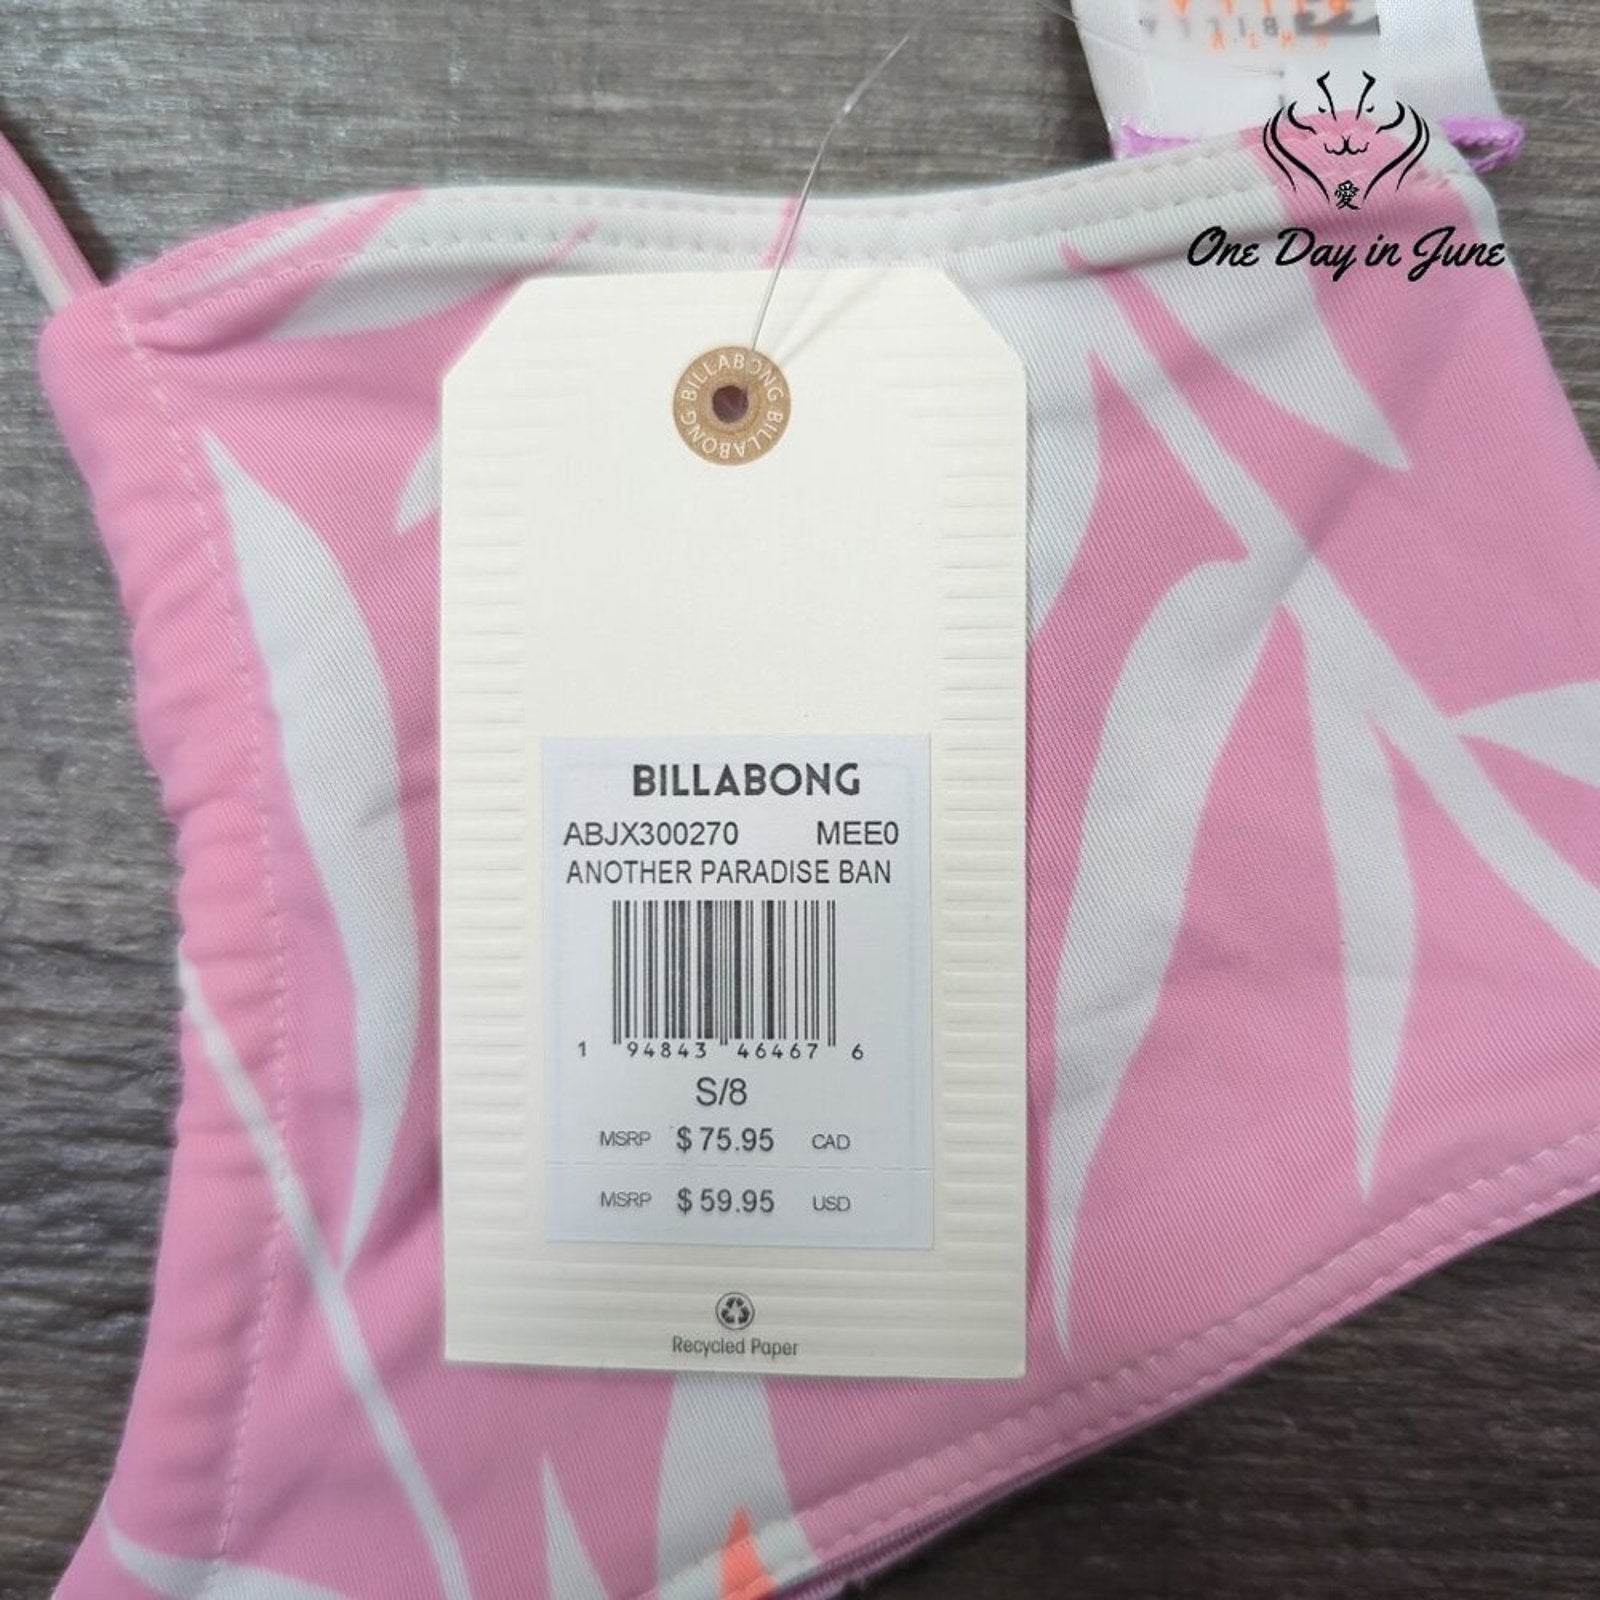 愛
One Day in June
BILLABONG BILLABONG
BILLABONG
ABJX300270 MEE0
ANOTHER PARADISE BAN
1 94843 46467 6
S/8
MSRP $ 75.95 CAD
MSRP $ 59.95 USD
Recycled Paper